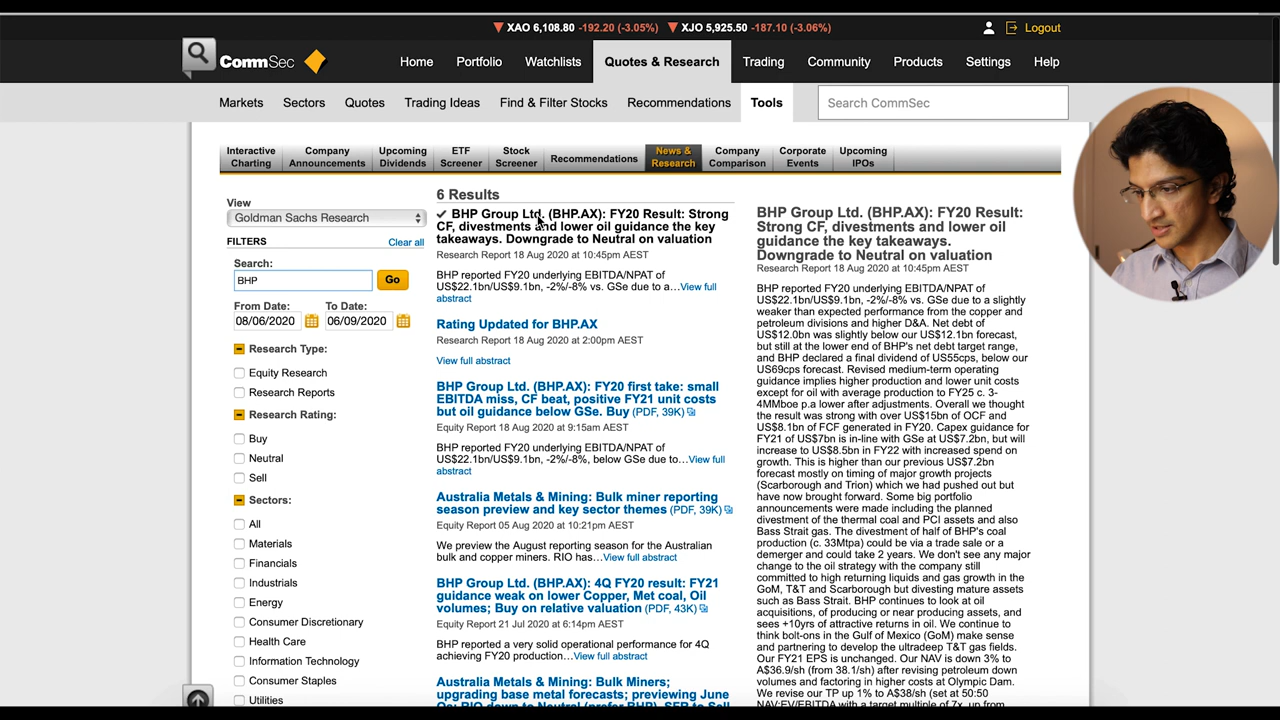 XAO 6,108.80 -192.20 (-3.05%) XJO 5,925.50 -187.10 (-3.06%)
Logout
CommSec
Home Portfolio Watchlists Quotes & Research Trading Community Products Settings Help
Markets Sectors Quotes Trading Ideas Find & Filter Stocks Recommendations Tools Search CommSec
Interactive Charting
Company Announcements
Upcoming Dividends
ETF Screener
Stock Screener
Recommendations
News & Research
Company Comparison
Corporate Events
Upcoming IPOs
View
Goldman Sachs Research
FILTERS Clear all
Search:
BHP Go
From Date: To Date:
08/06/2020 06/09/2020
Research Type:
Equity Research
Research Reports
Research Rating:
Buy
Neutral
Sell
Sectors:
All
Materials
Financials
Industrials
Energy
Consumer Discretionary
Health Care
Information Technology
Consumer Staples
Utilities
6 Results
BHP Group Ltd. (BHP.AX): FY20 Result: Strong
CF, divestments and lower oil guidance the key
takeaways. Downgrade to Neutral on valuation
Research Report 18 Aug 2020 at 10:45pm AEST
BHP reported FY20 underlying EBITDA/NPAT of
US$22.1bn/US$9.1bn, -2%/-8% vs. GSe due to a...View full
abstract
Rating Updated for BHP.AX
Research Report 18 Aug 2020 at 2:00pm AEST
View full abstract
BHP Group Ltd. (BHP.AX): FY20 first take: small
EBITDA miss, CF beat, positive FY21 unit costs
but oil guidance below GSe. Buy (PDF, 39K)
Equity Report 18 Aug 2020 at 9:15am AEST
BHP reported FY20 underlying EBITDA/NPAT of
US$22.1bn/US$9.1bn, -2%/-8%, below GSe due to...View full
abstract
Australia Metals & Mining: Bulk miner reporting
season preview and key sector themes (PDF, 39K)
Equity Report 05 Aug 2020 at 10:21pm AEST
We preview the August reporting season for the Australian
bulk and copper miners. RIO has...View full abstract
BHP Group Ltd. (BHP.AX): 4Q FY20 result: FY21
guidance weak on lower Copper, Met coal, Oil
volumes; Buy on relative valuation (PDF, 43K)
Equity Report 21 Jul 2020 at 6:14pm AEST
BHP reported a very solid operational performance for 4Q
achieving FY20 production...View full abstract
Australia Metals & Mining: Bulk Miners;
upgrading base metal forecasts; previewing June
Qs; RIO down to Neutral (prefer BHP), SFR to Sell
BHP Group Ltd. (BHP.AX): FY20 Result:
Strong CF, divestments and lower oil
guidance the key takeaways.
Downgrade to Neutral on valuation
Research Report 18 Aug 2020 at 10:45pm AEST
BHP reported FY20 underlying EBITDA/NPAT of
US$22.1bn/US$9.1bn, -2%/-8% vs. GSe due to a slightly
weaker than expected performance from the copper and
petroleum divisions and higher D&A. Net debt of
US$12.0bn was slightly below our US$12.1bn forecast,
but still at the lower end of BHP's net debt target range,
and BHP declared a final dividend of US55cps, below our
US69cps forecast. Revised medium-term operating
guidance implies higher production and lower unit costs
except for oil with average production to FY25 c. 3-
4MMboe p.a lower after adjustments. Overall we thought
the result was strong with over US$15bn of OCF and
US$8.1bn of FCF generated in FY20. Capex guidance for
FY21 of US$7bn is in-line with GSe at US$7.2bn, but will
increase to US$8.5bn in FY22 with increased spend on
growth. This is higher than our previous US$7.2bn
forecast mostly on timing of major growth projects
(Scarborough and Trion) which we had pushed out but
have now brought forward. Some big portfolio
announcements were made including the planned
divestment of the thermal coal and PCI assets and also
Bass Strait gas. The divestment of half of BHP's coal
production (c. 33Mtpa) could be via a trade sale or a
demerger and could take 2 years. We don't see any major
change to the oil strategy with the company still
committed to high returning liquids and gas growth in the
GoM, T&T and Scarborough but divesting mature assets
such as Bass Strait. BHP continues to look at oil
acquisitions, of producing or near producing assets, and
sees +10yrs of attractive returns in oil. We continue to
think bolt-ons in the Gulf of Mexico (GoM) make sense
and partnering to develop the ultradeep T&T gas fields.
Our FY21 EPS is unchanged. Our NAV is down 3% to
A$36.9/sh (from 38.1/sh) after revising petroleum down
volumes and factoring in higher costs at Olympic Dam.
We revise our TP up 1% to A$38/sh (set at 50:50
NAV:EV/EBITDA with a target multiple of 7x, up from